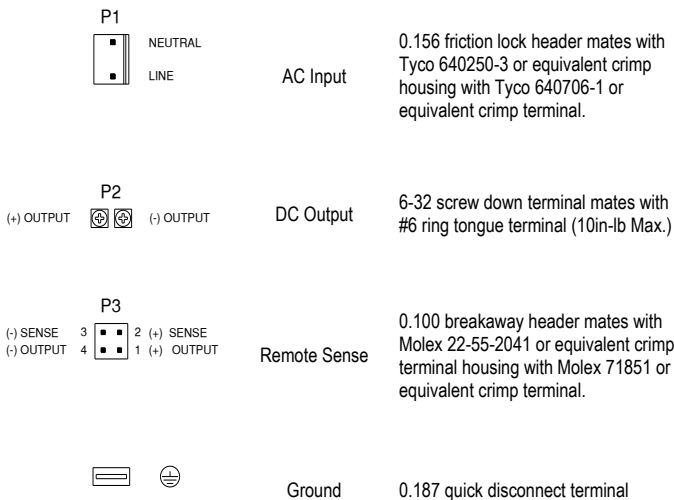 P1
NEUTRAL
LINE
AC Input
0.156 friction lock header mates with
Tyco 640250-3 or equivalent crimp
housing with Tyco 640706-1 or
equivalent crimp terminal.
P2
(+) OUTPUT
(-) OUTPUT
DC Output
6-32 screw down terminal mates with
#6 ring tongue terminal (10in-lb Max.)
P3
(-) SENSE 3 2 (+) SENSE
(-) OUTPUT 4 1 (+) OUTPUT
Remote Sense
0.100 breakaway header mates with
Molex 22-55-2041 or equivalent crimp
terminal housing with Molex 71851 or
equivalent crimp terminal.
Ground
0.187 quick disconnect terminal